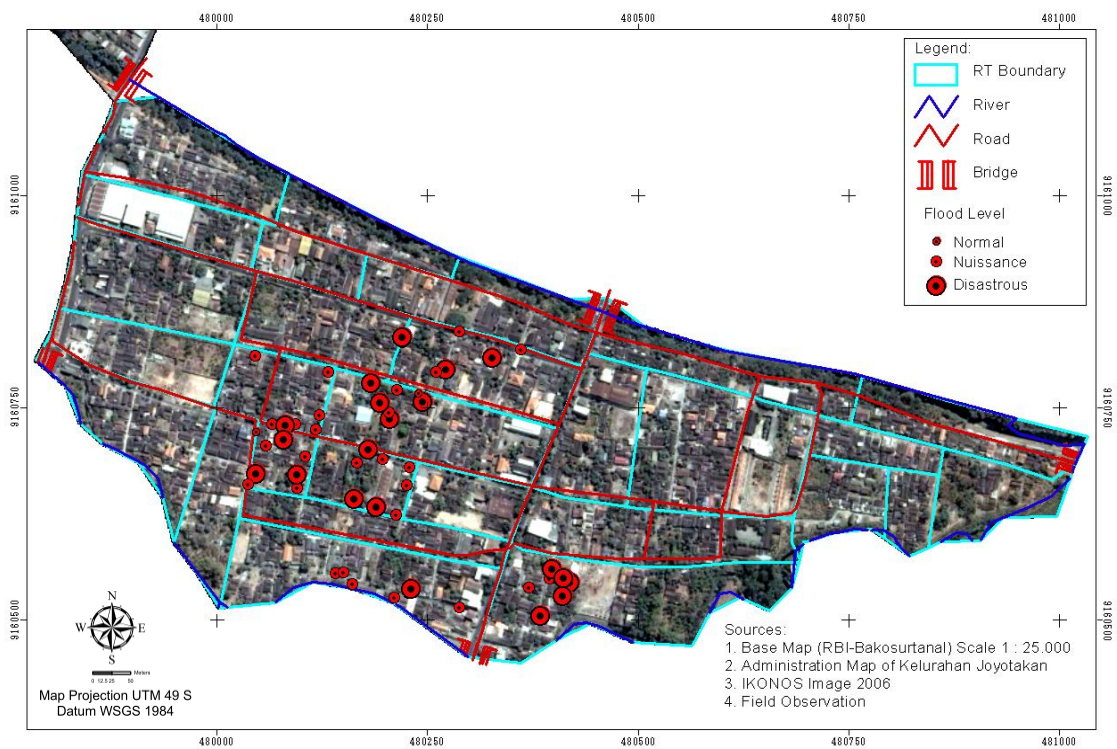 480000 480250 480500 480750 481000
Legend:
RT Boundary
River
Road
Bridge
Flood Level
Normal
Nuissance
Disastrous
9161000 9161000
9160750 9160750
9160500 9160500
N
W E
S
0 12.5 25 50 Meters
Map Projection UTM 49 S
Datum WSGS 1984
Sources:
1. Base Map (RBI-Bakosurtanal) Scale 1 : 25.000
2. Administration Map of Kelurahan Joyotakan
3. IKONOS Image 2006
4. Field Observation
480000 480250 480500 480750 481000